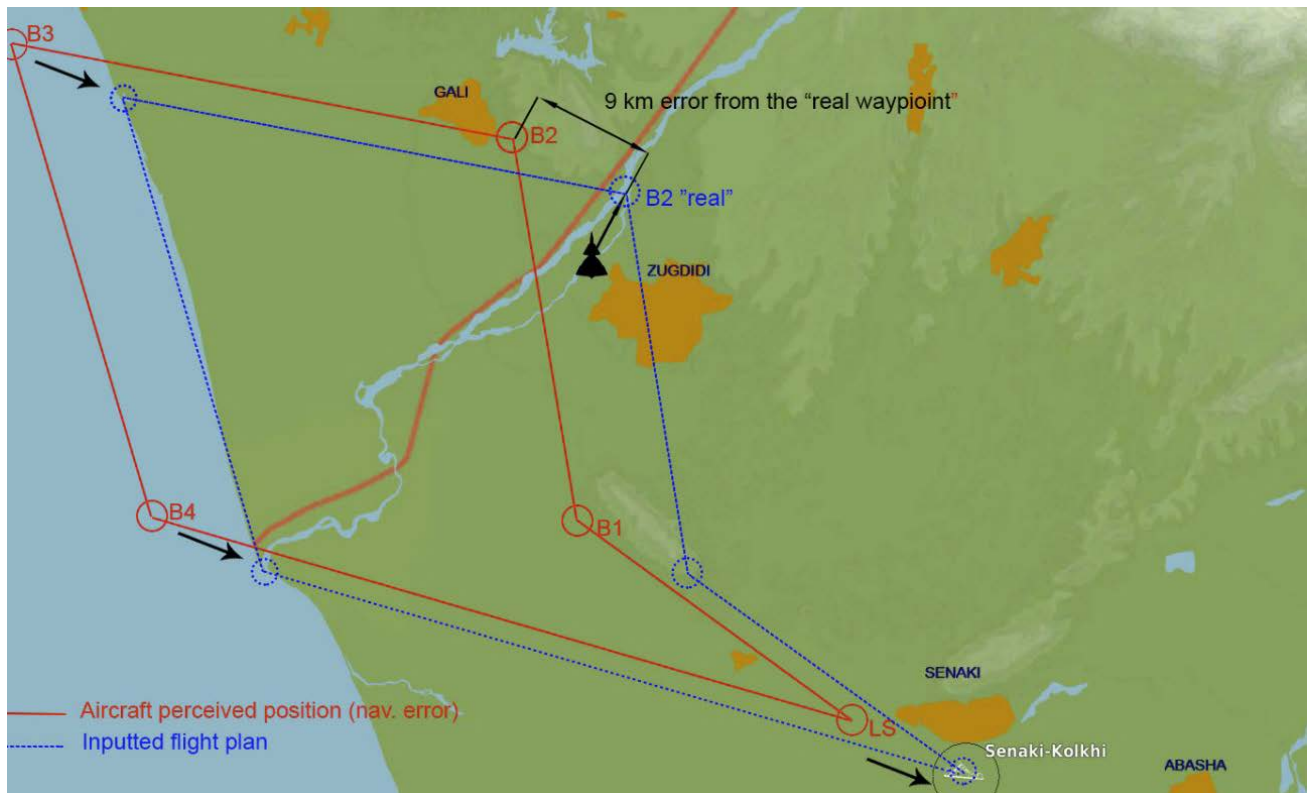 B3
GALI
9 km error from the “real waypioint”
B2
B2 ”real”
ZUGDIDI
B4
B1
SENAKI
LS
Aircraft perceived position (nav. error)
Inputted flight plan
Senaki-Kolkhi
ABASHA